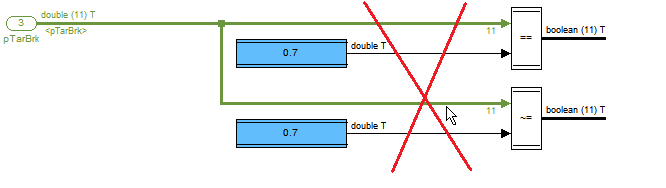 double (11) T
3
<pTarBrk>
pTarBrk
11
==
boolean (11) T
0.7
double T
11
~=
boolean (11) T
0.7
double T